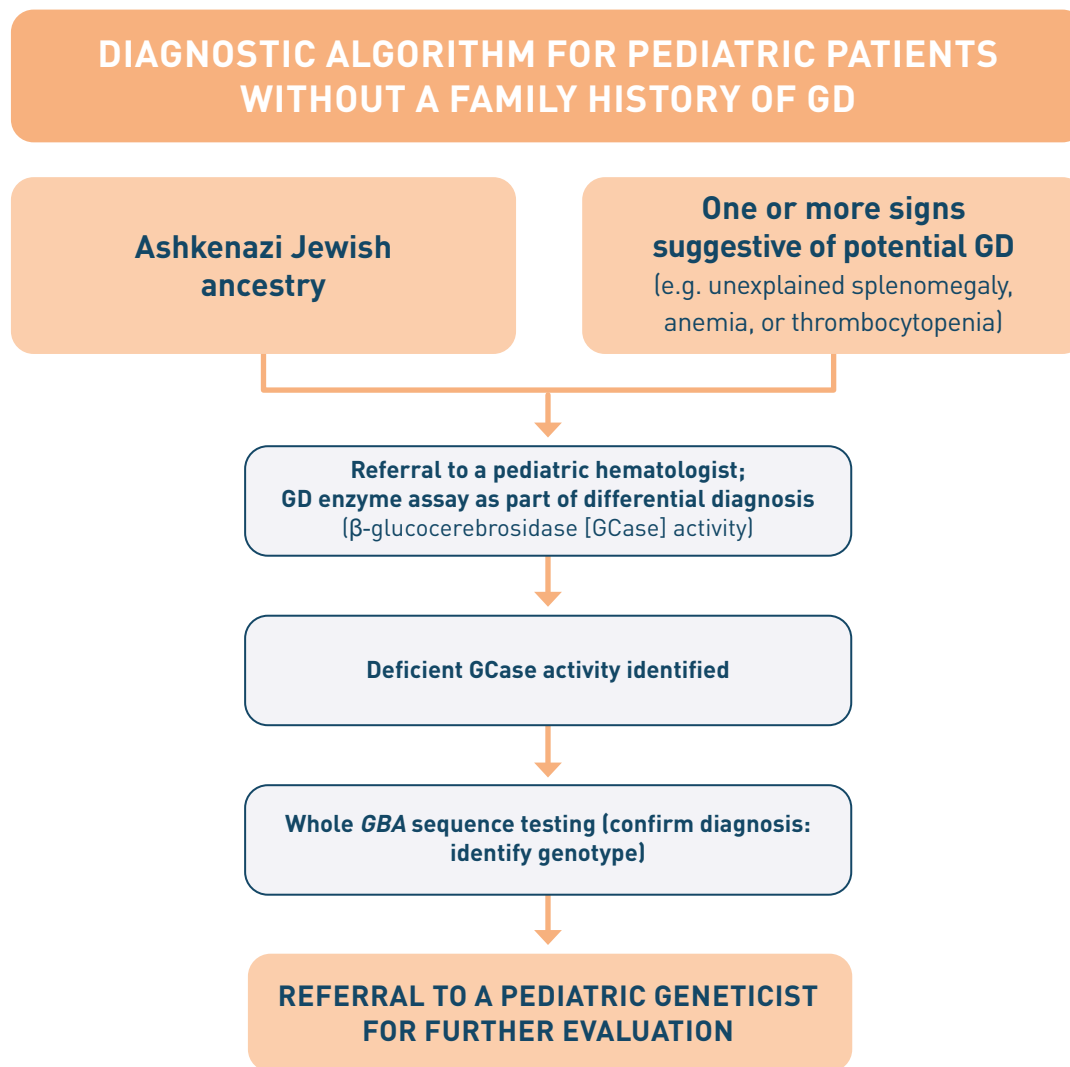 DIAGNOSTIC ALGORITHM FOR PEDIATRIC PATIENTS
WITHOUT A FAMILY HISTORY OF GD
Ashkenazi Jewish
ancestry
One or more signs
suggestive of potential GD
(e.g. unexplained splenomegaly,
anemia, or thrombocytopenia)
Referral to a pediatric hematologist;
GD enzyme assay as part of differential diagnosis
(β-glucocerebrosidase [GCase] activity)
Deficient GCase activity identified
Whole GBA sequence testing (confirm diagnosis:
identify genotype)
REFERRAL TO A PEDIATRIC GENETICIST
FOR FURTHER EVALUATION